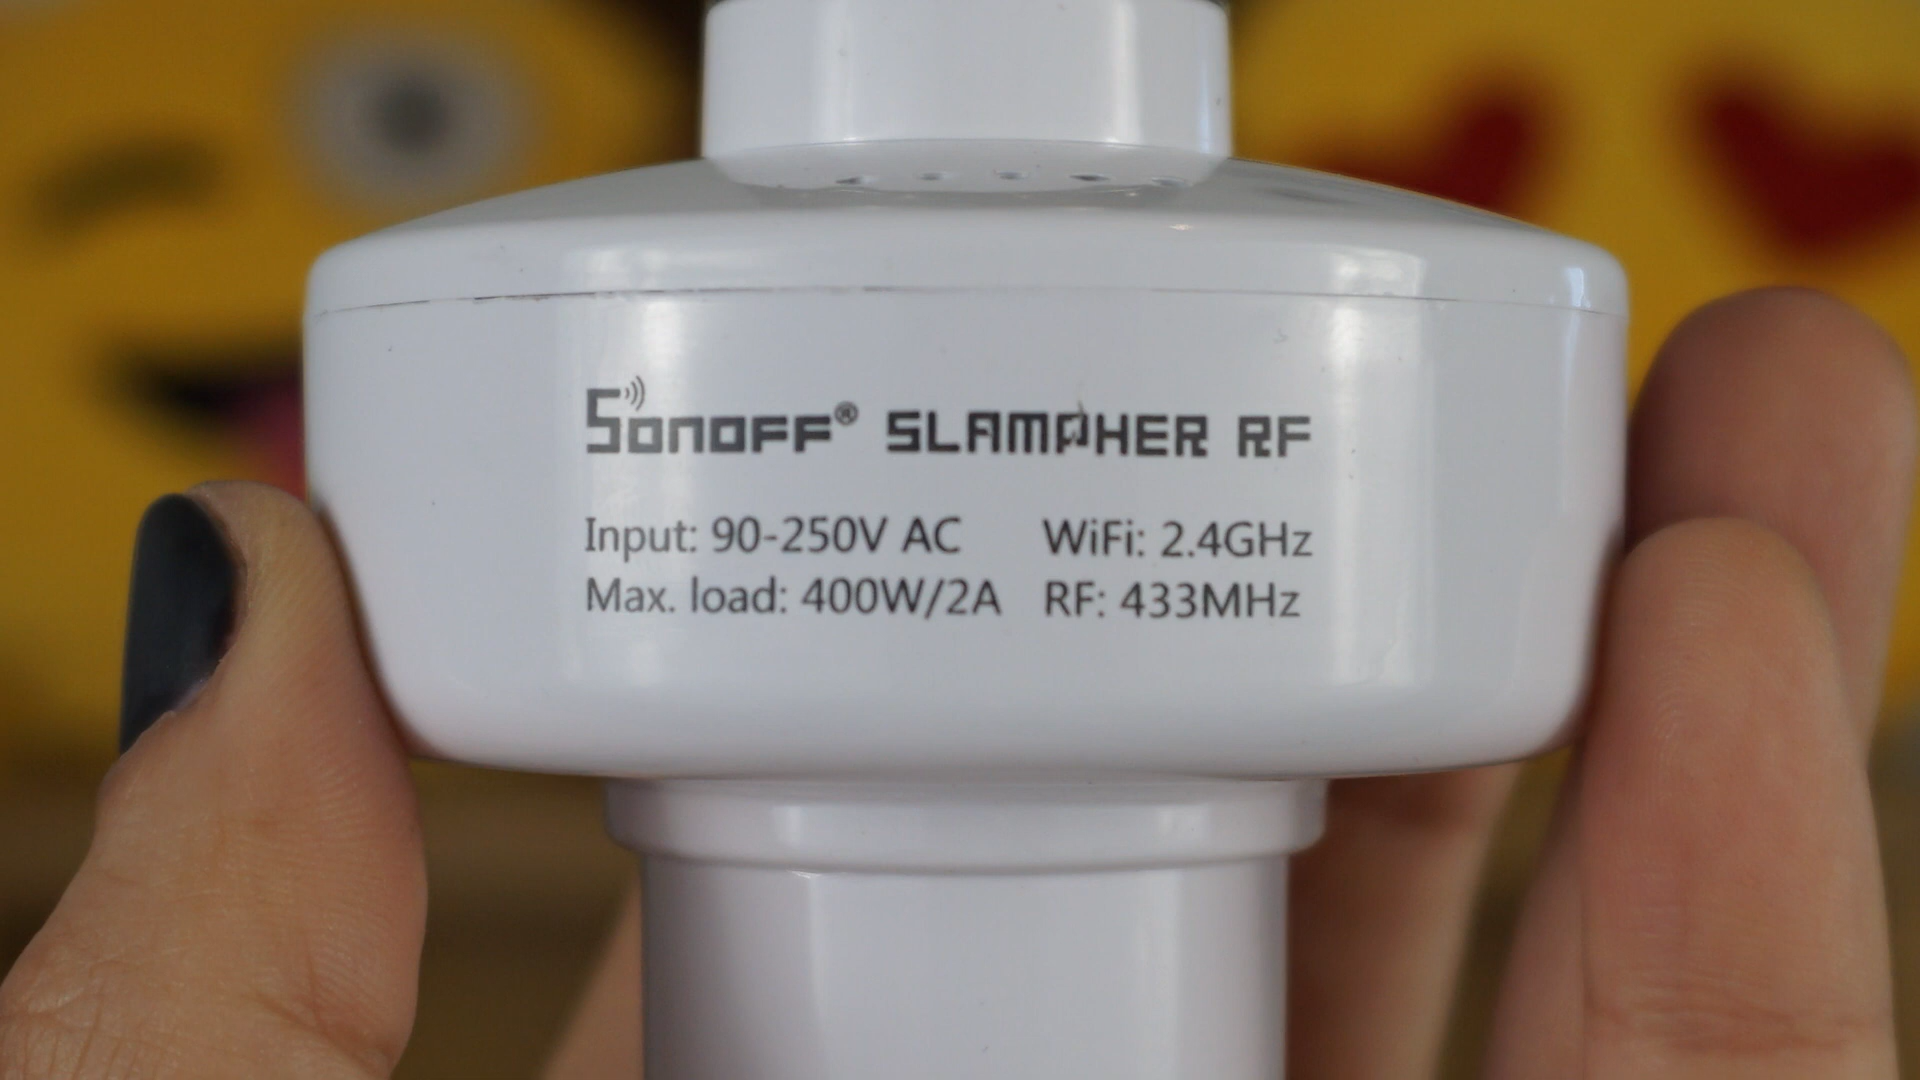 SONOFF® SLAMPHER RF
Input: 90-250V AC WiFi: 2.4GHz
Max. load: 400W/2A RF: 433MHz